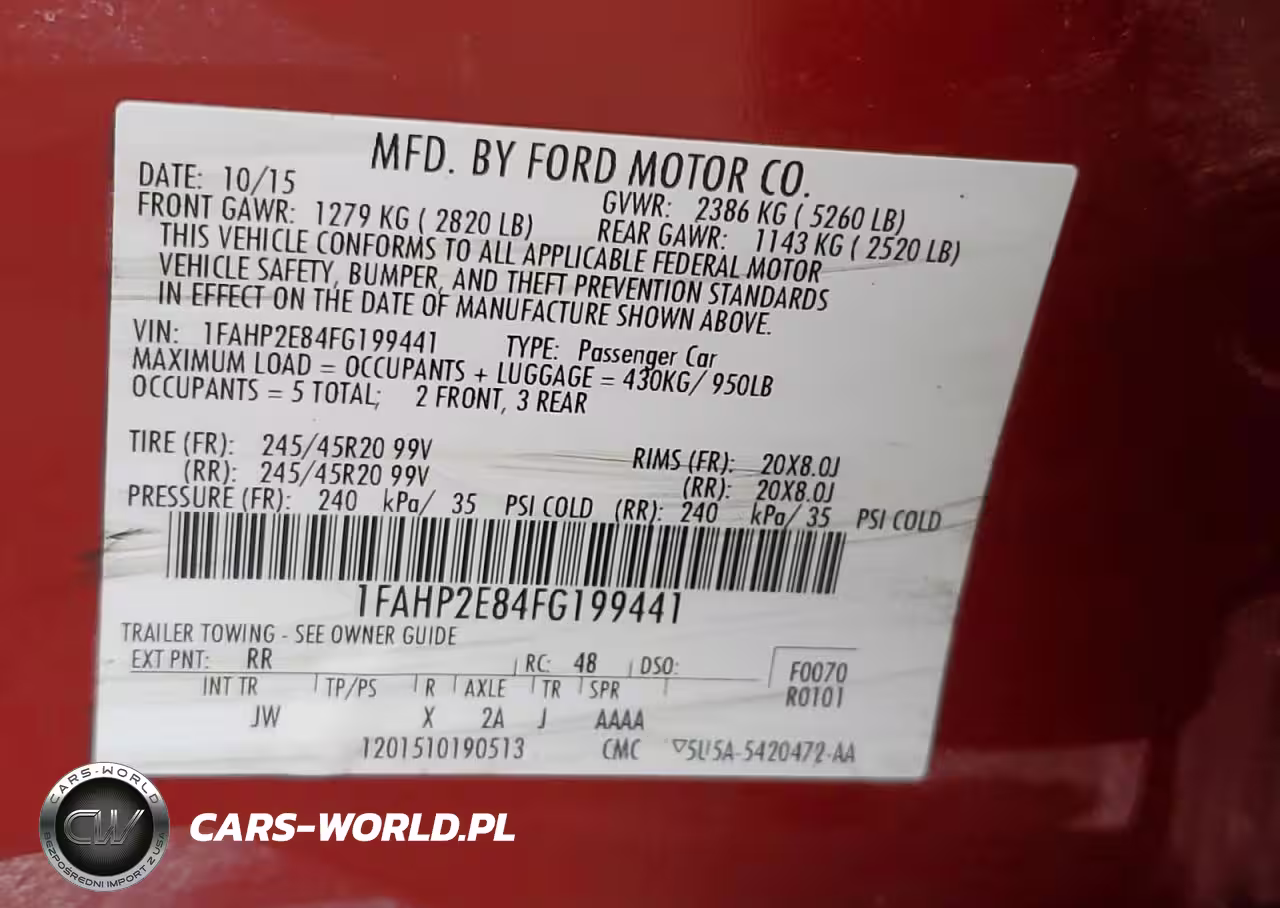 MFD. BY FORD MOTOR CO.
DATE: 10/15 GVWR: 2386 KG ( 5260 LB)
FRONT GAWR: 1279 KG ( 2820 LB) REAR GAWR: 1143 KG ( 2520 LB)
THIS VEHICLE CONFORMS TO ALL APPLICABLE FEDERAL MOTOR
VEHICLE SAFETY, BUMPER, AND THEFT PREVENTION STANDARDS
IN EFFECT ON THE DATE OF MANUFACTURE SHOWN ABOVE.
VIN: 1FAHP2E84FG199441 TYPE: Passenger Car
MAXIMUM LOAD = OCCUPANTS + LUGGAGE = 430KG/ 950LB
OCCUPANTS = 5 TOTAL; 2 FRONT, 3 REAR
TIRE (FR): 245/45R20 99V RIMS (FR): 20X8.0J
(RR): 245/45R20 99V (RR): 20X8.0J
PRESSURE (FR): 240 kPa/ 35 PSI COLD (RR): 240 kPa/ 35 PSI COLD
1FAHP2E84FG199441
TRAILER TOWING - SEE OWNER GUIDE
EXT PNT: RR RC: 48 DSO: F0070
INT TR TP/PS R AXLE TR SPR R0101
JW X 2A J AAAA
1201510190513 CMC ▽5U5A-5420472-AA
CARS-WORLD
CW
BEZPOŚREDNI IMPORT Z USA
CARS-WORLD.PL